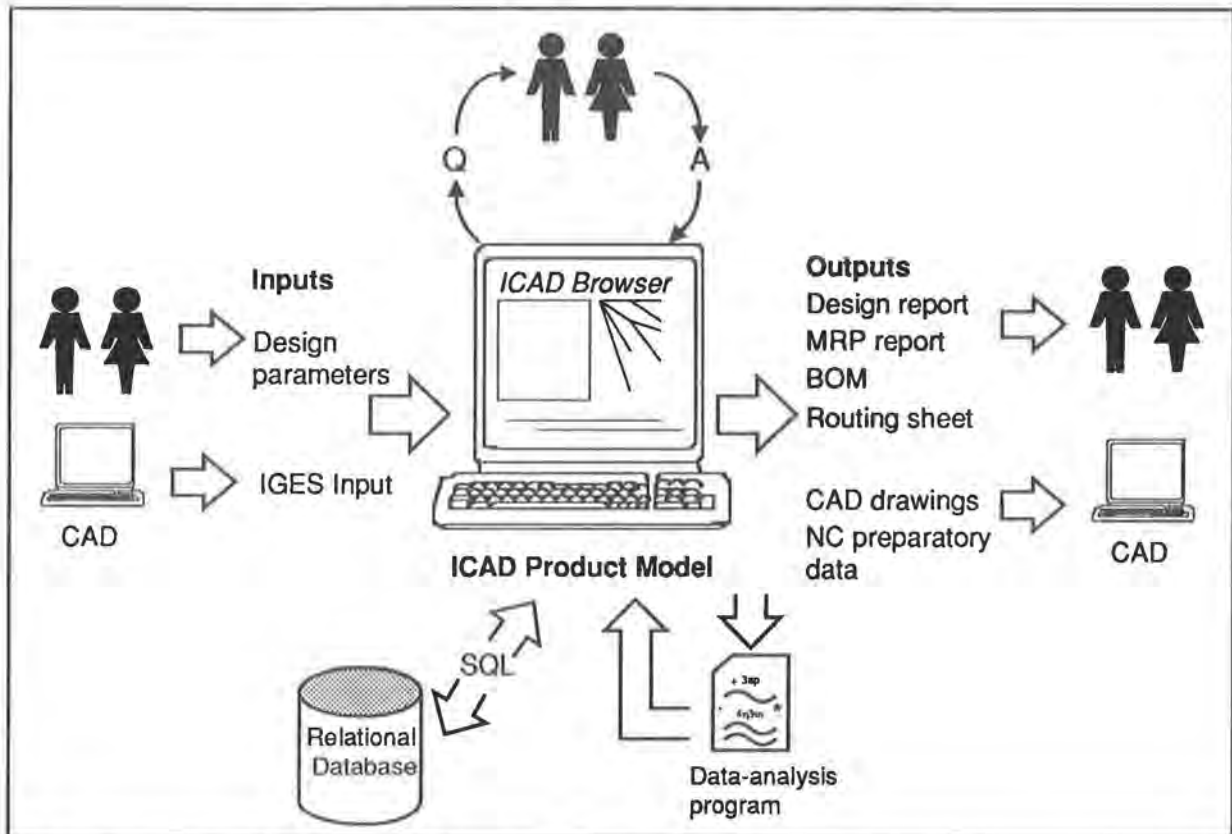 Q
A
Inputs
Design
parameters
IGES Input
CAD
ICAD Browser
ICAD Product Model
Outputs
Design report
MRP report
BOM
Routing sheet
CAD drawings
NC preparatory
data
CAD
SQL
Relational
Database
Data-analysis
program